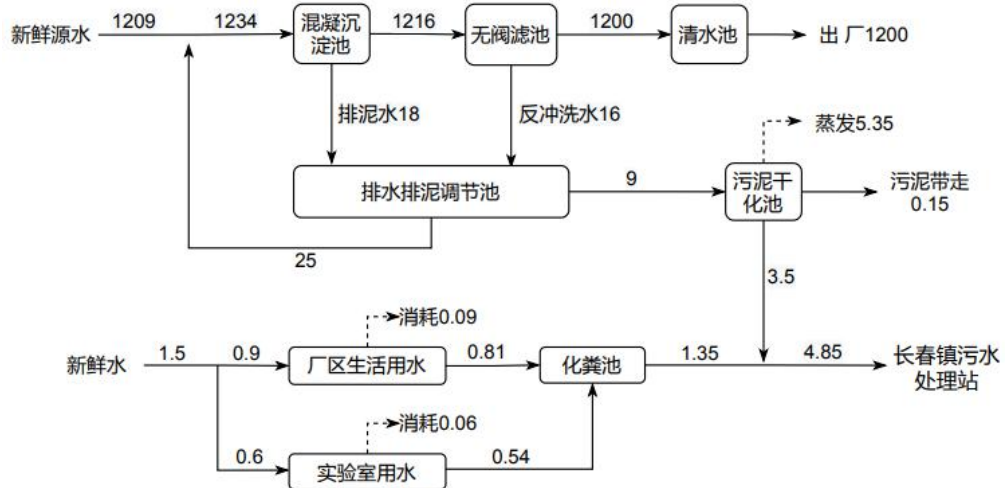 新鲜源水
1209
1234
混凝沉
淀池
1216
无阀滤池
1200
清水池
出 厂1200
排泥水18
反冲洗水16
蒸发5.35
排水排泥调节池
9
污泥干
化池
污泥带走
0.15
25
3.5
消耗0.09
新鲜水
1.5
0.9
厂区生活用水
0.81
化粪池
1.35
4.85
长春镇污水
处理站
消耗0.06
0.6
实验室用水
0.54